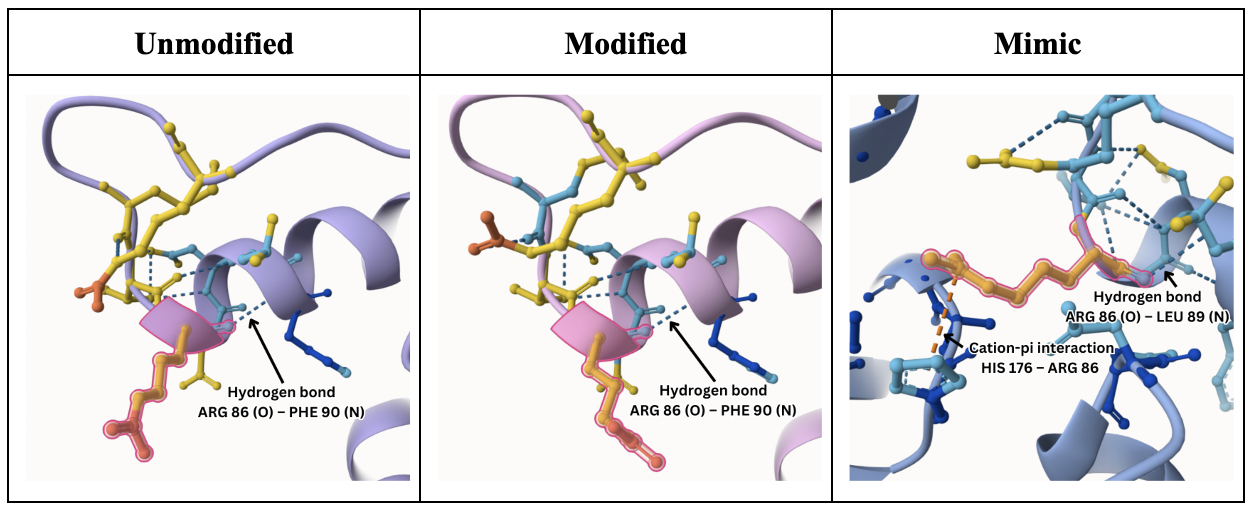 Unmodified
Modified
Mimic
Hydrogen bond
ARG 86 (O) – PHE 90 (N)
Hydrogen bond
ARG 86 (O) – PHE 90 (N)
Hydrogen bond
ARG 86 (O) – LEU 89 (N)
Cation-pi interaction
HIS 176 – ARG 86